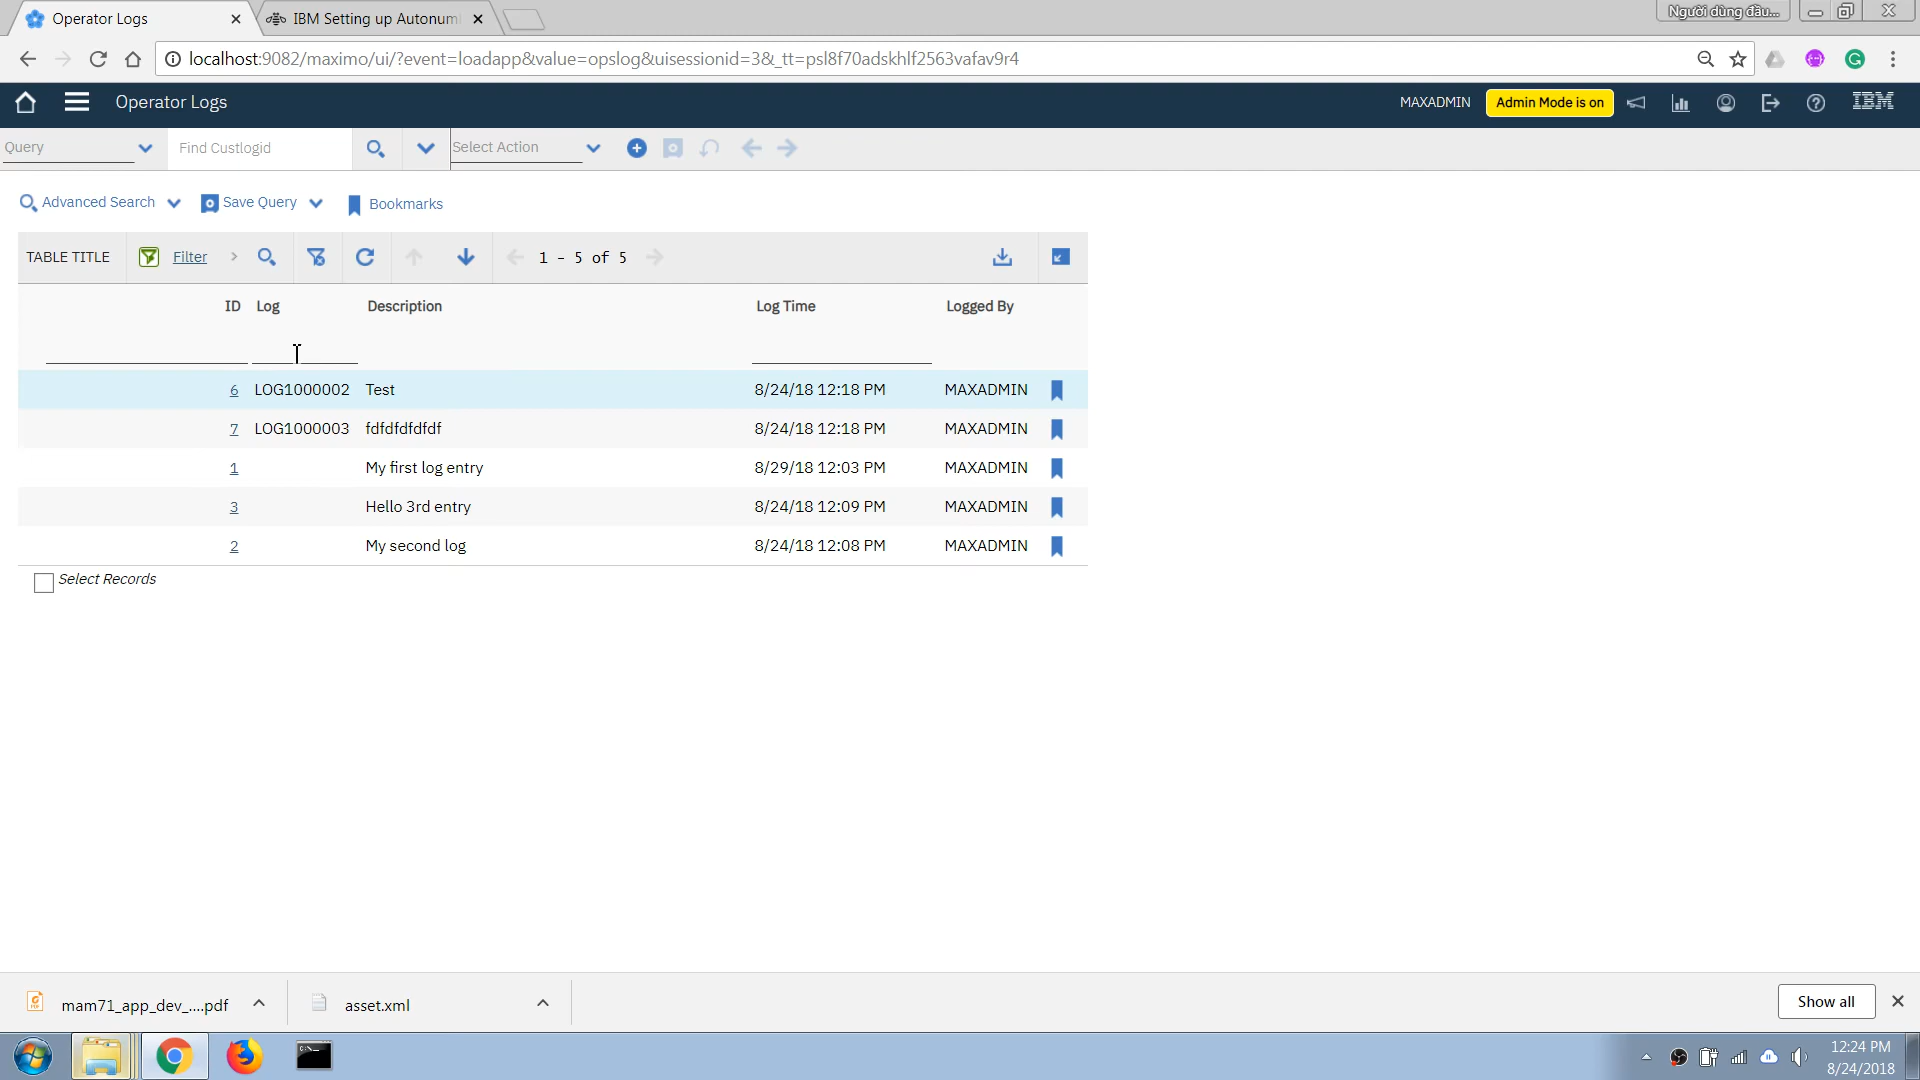 Operator Logs
IBM Setting up Autonuml
Người dùng đầu...
localhost:9082/maximo/ui/?event=loadapp&value=opslog&uisessionid=3&_tt=psl8f70adskhlf2563vafav9r4
Operator Logs
MAXADMIN
Admin Mode is on
IBM
Query
Find Custlogid
Select Action
Advanced Search
Save Query
Bookmarks
TABLE TITLE
Filter
1 - 5 of 5
ID Log Description Log Time Logged By
6 LOG1000002 Test 8/24/18 12:18 PM MAXADMIN
7 LOG1000003 fdfdfdfdfdf 8/24/18 12:18 PM MAXADMIN
1 My first log entry 8/29/18 12:03 PM MAXADMIN
3 Hello 3rd entry 8/24/18 12:09 PM MAXADMIN
2 My second log 8/24/18 12:08 PM MAXADMIN
Select Records
mam71_app_dev_....pdf
asset.xml
Show all
12:24 PM
8/24/2018